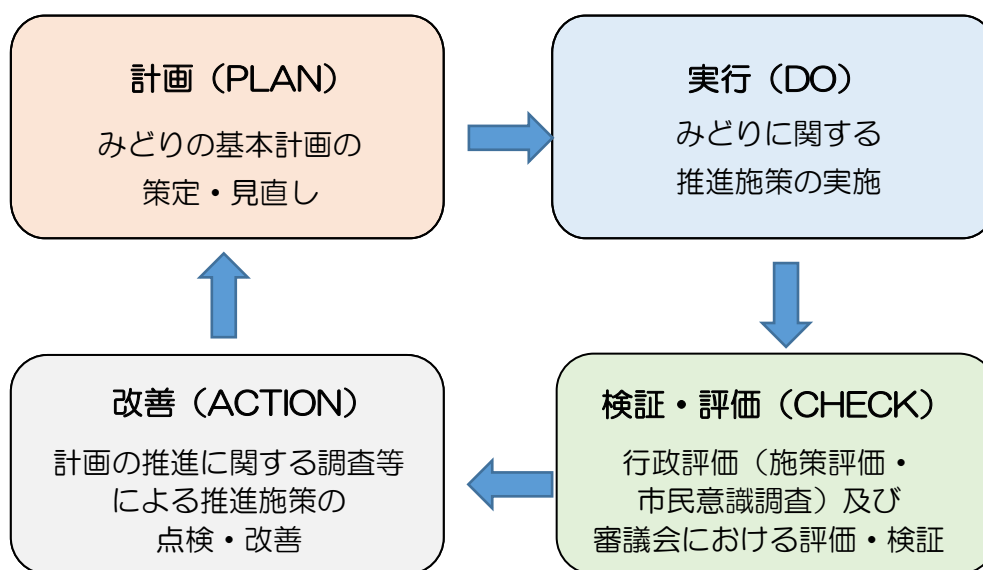 計画（PLAN）
みどりの基本計画の
策定・見直し
実行（DO）
みどりに関する
推進施策の実施
改善（ACTION）
計画の推進に関する調査等
による推進施策の
点検・改善
検証・評価（CHECK）
行政評価（施策評価・
市民意識調査）及び
審議会における評価・検証